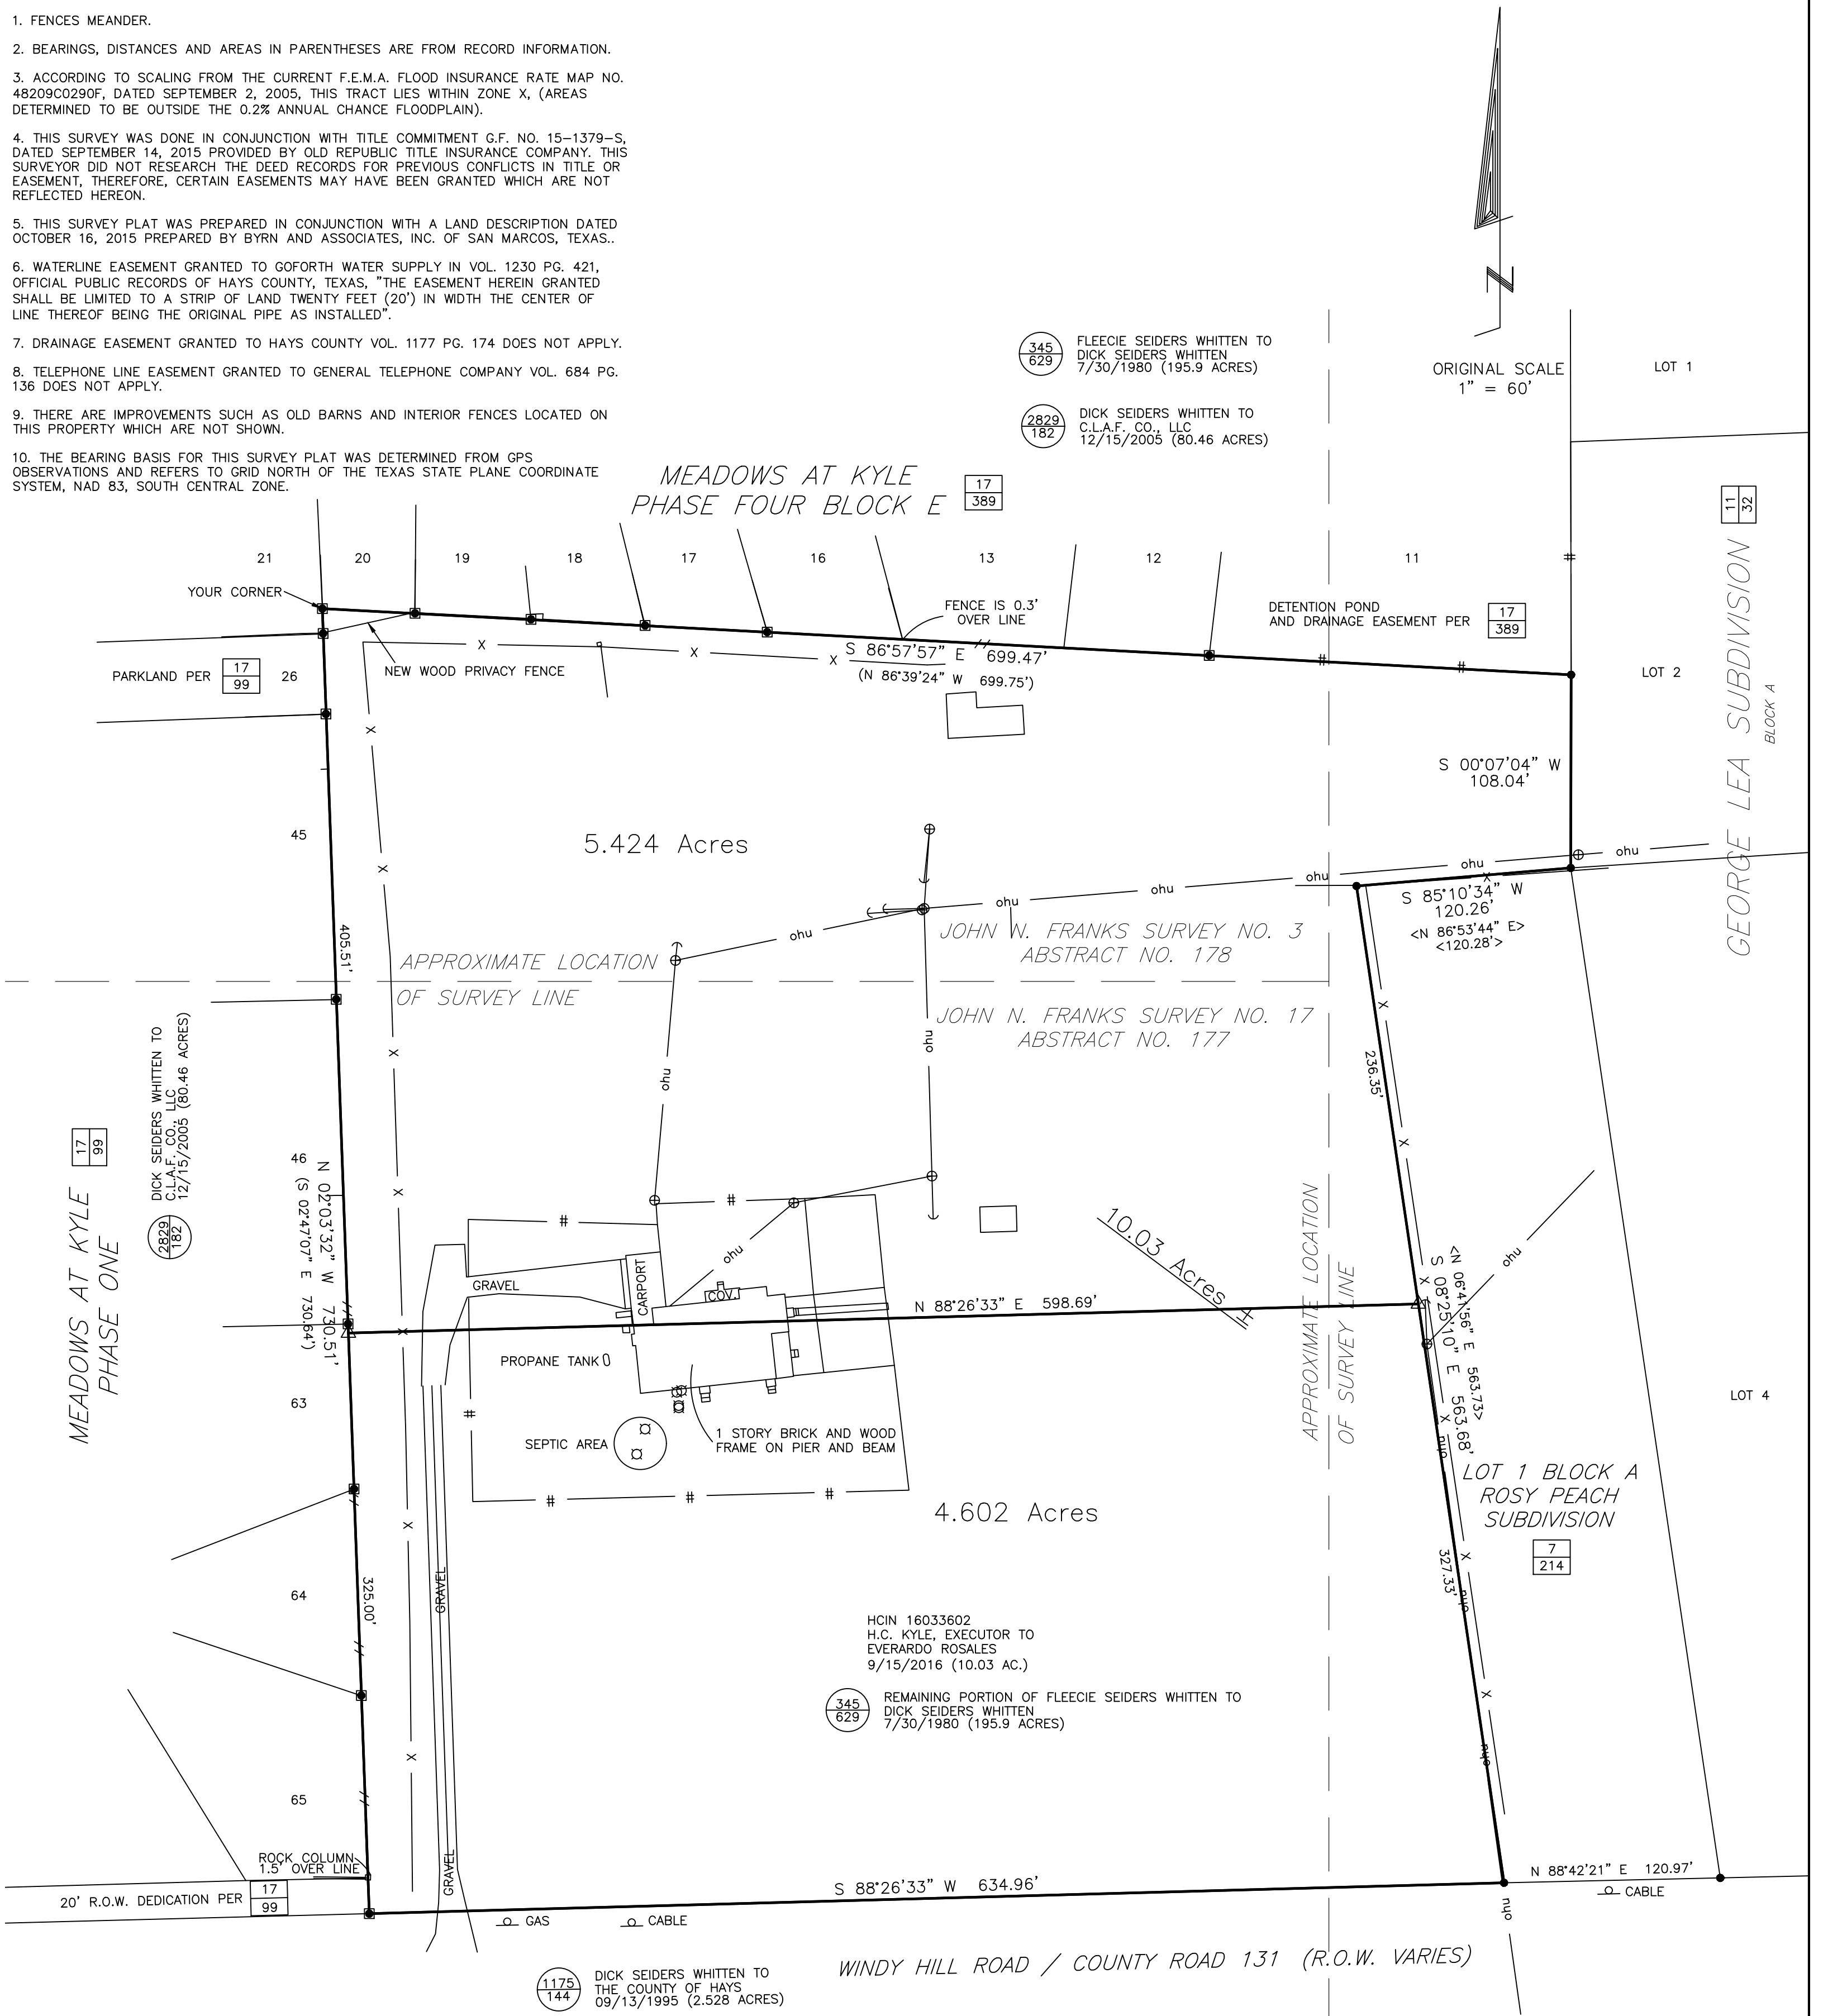 1. FENCES MEANDER.
2. BEARINGS, DISTANCES AND AREAS IN PARENTHESES ARE FROM RECORD INFORMATION.
3. ACCORDING TO SCALING FROM THE CURRENT F.E.M.A. FLOOD INSURANCE RATE MAP NO.
48209C0290F, DATED SEPTEMBER 2, 2005, THIS TRACT LIES WITHIN ZONE X, (AREAS
DETERMINED TO BE OUTSIDE THE 0.2% ANNUAL CHANCE FLOODPLAIN).
4. THIS SURVEY WAS DONE IN CONJUNCTION WITH TITLE COMMITMENT G.F. NO. 15-1379-S,
DATED SEPTEMBER 14, 2015 PROVIDED BY OLD REPUBLIC TITLE INSURANCE COMPANY. THIS
SURVEYOR DID NOT RESEARCH THE DEED RECORDS FOR PREVIOUS CONFLICTS IN TITLE OR
EASEMENT, THEREFORE, CERTAIN EASEMENTS MAY HAVE BEEN GRANTED WHICH ARE NOT
REFLECTED HEREON.
5. THIS SURVEY PLAT WAS PREPARED IN CONJUNCTION WITH A LAND DESCRIPTION DATED
OCTOBER 16, 2015 PREPARED BY BYRN AND ASSOCIATES, INC. OF SAN MARCOS, TEXAS..
6. WATERLINE EASEMENT GRANTED TO GOFORTH WATER SUPPLY IN VOL. 1230 PG. 421,
OFFICIAL PUBLIC RECORDS OF HAYS COUNTY, TEXAS, "THE EASEMENT HEREIN GRANTED
SHALL BE LIMITED TO A STRIP OF LAND TWENTY FEET (20') IN WIDTH THE CENTER OF
LINE THEREOF BEING THE ORIGINAL PIPE AS INSTALLED".
7. DRAINAGE EASEMENT GRANTED TO HAYS COUNTY VOL. 1177 PG. 174 DOES NOT APPLY.
8. TELEPHONE LINE EASEMENT GRANTED TO GENERAL TELEPHONE COMPANY VOL. 684 PG.
136 DOES NOT APPLY.
9. THERE ARE IMPROVEMENTS SUCH AS OLD BARNS AND INTERIOR FENCES LOCATED ON
THIS PROPERTY WHICH ARE NOT SHOWN.
10. THE BEARING BASIS FOR THIS SURVEY PLAT WAS DETERMINED FROM GPS
OBSERVATIONS AND REFERS TO GRID NORTH OF THE TEXAS STATE PLANE COORDINATE
SYSTEM, NAD 83, SOUTH CENTRAL ZONE.
N
ORIGINAL SCALE
1" = 60'
345
629
FLEECIE SEIDERS WHITTEN TO
DICK SEIDERS WHITTEN
7/30/1980 (195.9 ACRES)
2829
182
DICK SEIDERS WHITTEN TO
C.L.A.F. CO., LLC
12/15/2005 (80.46 ACRES)
MEADOWS AT KYLE
PHASE FOUR BLOCK E
17
389
LOT 1
11
32
GEORGE LEA SUBDIVISION
BLOCK A
LOT 2
21
20
19
18
17
16
13
12
11
YOUR CORNER
FENCE IS 0.3'
OVER LINE
DETENTION POND
AND DRAINAGE EASEMENT PER
17
389
S 86°57'57" E 699.47'
(N 86°39'24" W 699.75')
NEW WOOD PRIVACY FENCE
PARKLAND PER
17
99
26
S 00°07'04" W
108.04'
45
5.424 Acres
ohu
ohu
ohu
ohu
ohu
ohu
ohu
S 85°10'34" W
120.26'
<N 86°53'44" E>
<120.28'>
405.51'
JOHN W. FRANKS SURVEY NO. 3
ABSTRACT NO. 178
APPROXIMATE LOCATION
OF SURVEY LINE
JOHN N. FRANKS SURVEY NO. 17
ABSTRACT NO. 177
ohu
ohu
236.35'
DICK SEIDERS WHITTEN TO
C.L.A.F. CO., LLC
12/15/2005 (80.46 ACRES)
2829
182
17
99
MEADOWS AT KYLE
PHASE ONE
46
N 02°03'32" W 730.51'
(S 02°47'07" E 730.64')
GRAVEL
CARPORT
COV.
ohu
10.03 Acres ±
APPROXIMATE LOCATION
OF SURVEY LINE
ohu
<N 06°41'56" E 563.73>
S 08°25'10" E 563.68'
N 88°26'33" E 598.69'
PROPANE TANK
63
LOT 4
1 STORY BRICK AND WOOD
FRAME ON PIER AND BEAM
SEPTIC AREA
ohu
LOT 1 BLOCK A
ROSY PEACH
SUBDIVISION
7
214
4.602 Acres
64
325.00'
GRAVEL
327.33'
ohu
HCIN 16033602
H.C. KYLE, EXECUTOR TO
EVERARDO ROSALES
9/15/2016 (10.03 AC.)
345
629
REMAINING PORTION OF FLEECIE SEIDERS WHITTEN TO
DICK SEIDERS WHITTEN
7/30/1980 (195.9 ACRES)
ohu
65
ROCK COLUMN
1.5' OVER LINE
GRAVEL
20' R.O.W. DEDICATION PER
17
99
S 88°26'33" W 634.96'
N 88°42'21" E 120.97'
GAS
CABLE
CABLE
ohu
WINDY HILL ROAD / COUNTY ROAD 131 (R.O.W. VARIES)
1175
144
DICK SEIDERS WHITTEN TO
THE COUNTY OF HAYS
09/13/1995 (2.528 ACRES)